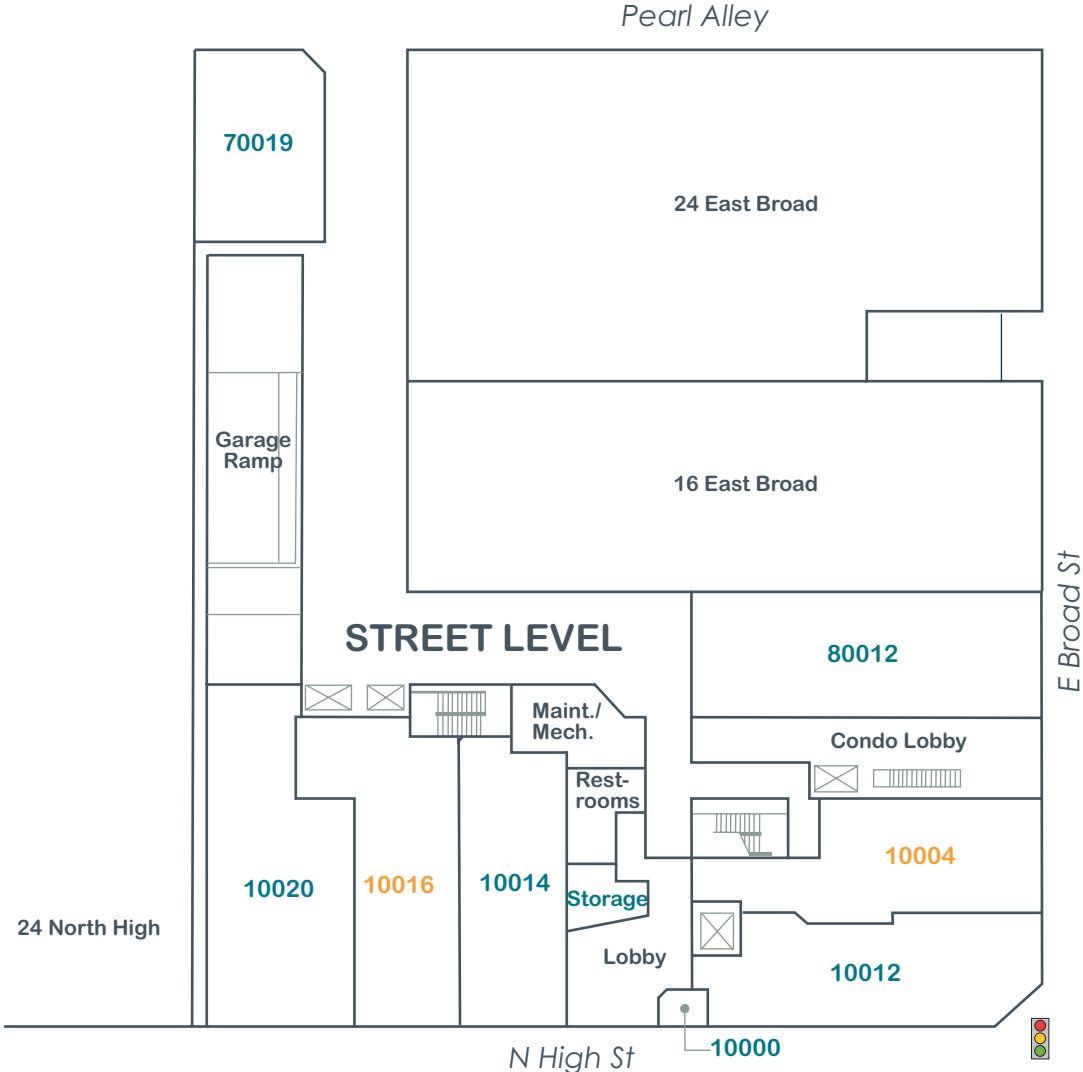 Pearl Alley
70019
24 East Broad
Garage
Ramp
16 East Broad
E Broad St
STREET LEVEL
80012
Maint./
Mech.
Condo Lobby
Rest-
rooms
10004
10020
10016
10014
Storage
24 North High
Lobby
10012
10000
N High St